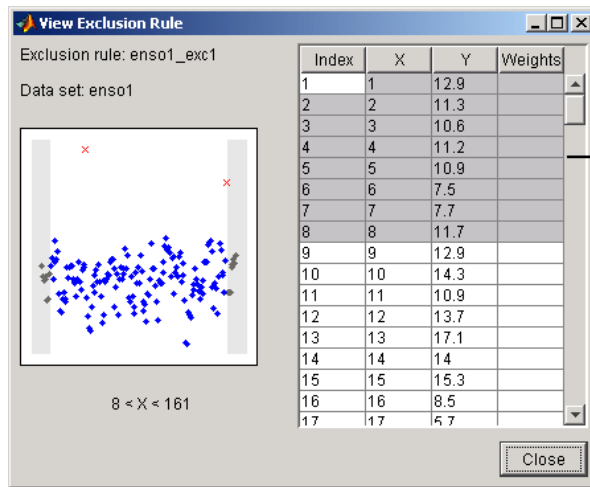 View Exclusion Rule
Exclusion rule: enso1_exc1
Data set: enso1
8 < X < 161
Index X Y Weights
1 1 12.9
2 2 11.3
3 3 10.6
4 4 11.2
5 5 10.9
6 6 7.5
7 7 7.7
8 8 11.7
9 9 12.9
10 10 14.3
11 11 10.9
12 12 13.7
13 13 17.1
14 14 14
15 15 15.3
16 16 8.5
17 17 5.7
Close